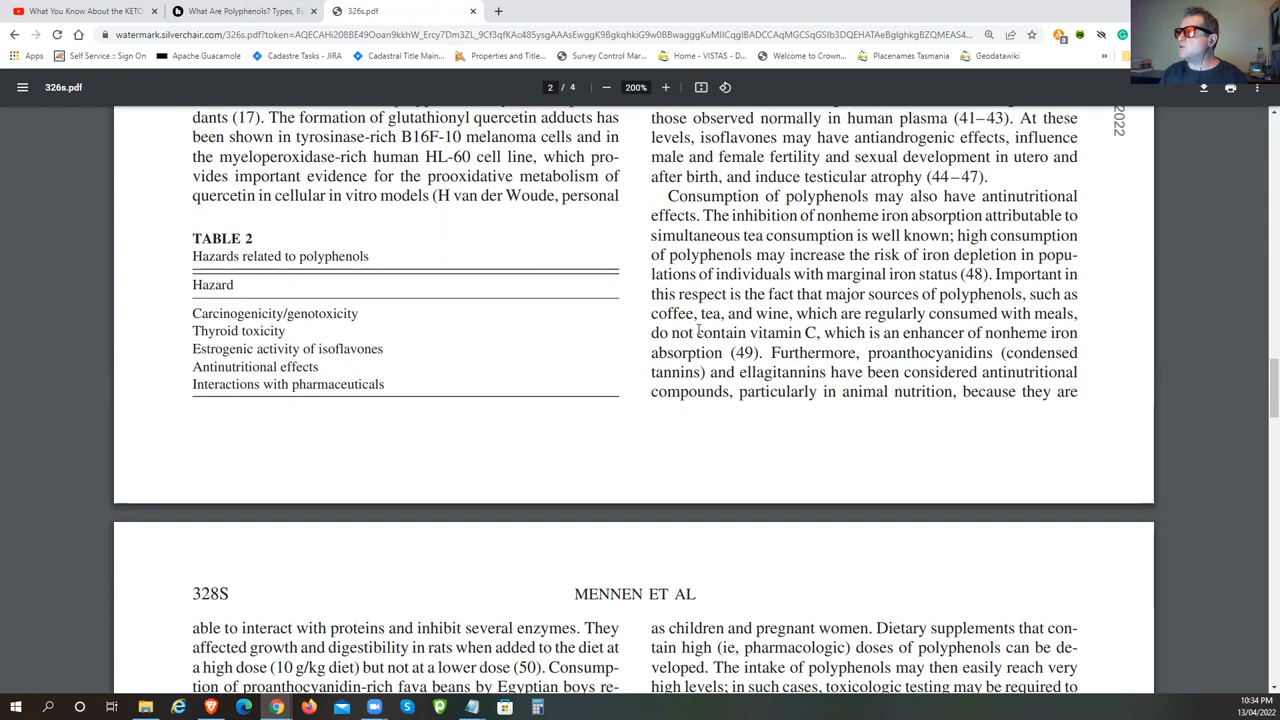 What You Know About the KETO
What Are Polyphenols? Types, B
326s.pdf
Apps
Self Service :: Sign On
Apache Guacamole
Cadastre Tasks - JIRA
Cadastral Title Main...
Properties and Title...
Survey Control Mar...
Home - VISTAS - D...
Welcome to Crown...
Placenames Tasmania
Geodatawiki
326s.pdf
2 / 4
200%
dants (17). The formation of glutathionyl quercetin adducts has
been shown in tyrosinase-rich B16F-10 melanoma cells and in
the myeloperoxidase-rich human HL-60 cell line, which pro-
vides important evidence for the prooxidative metabolism of
quercetin in cellular in vitro models (H van der Woude, personal
TABLE 2
Hazards related to polyphenols
Hazard
Carcinogenicity/genotoxicity
Thyroid toxicity
Estrogenic activity of isoflavones
Antinutritional effects
Interactions with pharmaceuticals
those observed normally in human plasma (41–43). At these
levels, isoflavones may have antiandrogenic effects, influence
male and female fertility and sexual development in utero and
after birth, and induce testicular atrophy (44–47).
Consumption of polyphenols may also have antinutritional
effects. The inhibition of nonheme iron absorption attributable to
simultaneous tea consumption is well known; high consumption
of polyphenols may increase the risk of iron depletion in popu-
lations of individuals with marginal iron status (48). Important in
this respect is the fact that major sources of polyphenols, such as
coffee, tea, and wine, which are regularly consumed with meals,
do not contain vitamin C, which is an enhancer of nonheme iron
absorption (49). Furthermore, proanthocyanidins (condensed
tannins) and ellagitannins have been considered antinutritional
compounds, particularly in animal nutrition, because they are
2022
328S
MENNEN ET AL
able to interact with proteins and inhibit several enzymes. They
affected growth and digestibility in rats when added to the diet at
a high dose (10 g/kg diet) but not at a lower dose (50). Consump-
tion of proanthocyanidin-rich fava beans by Egyptian boys re-
as children and pregnant women. Dietary supplements that con-
tain high (ie, pharmacologic) doses of polyphenols can be de-
veloped. The intake of polyphenols may then easily reach very
high levels; in such cases, toxicologic testing may be required to
10:34 PM
13/04/2022